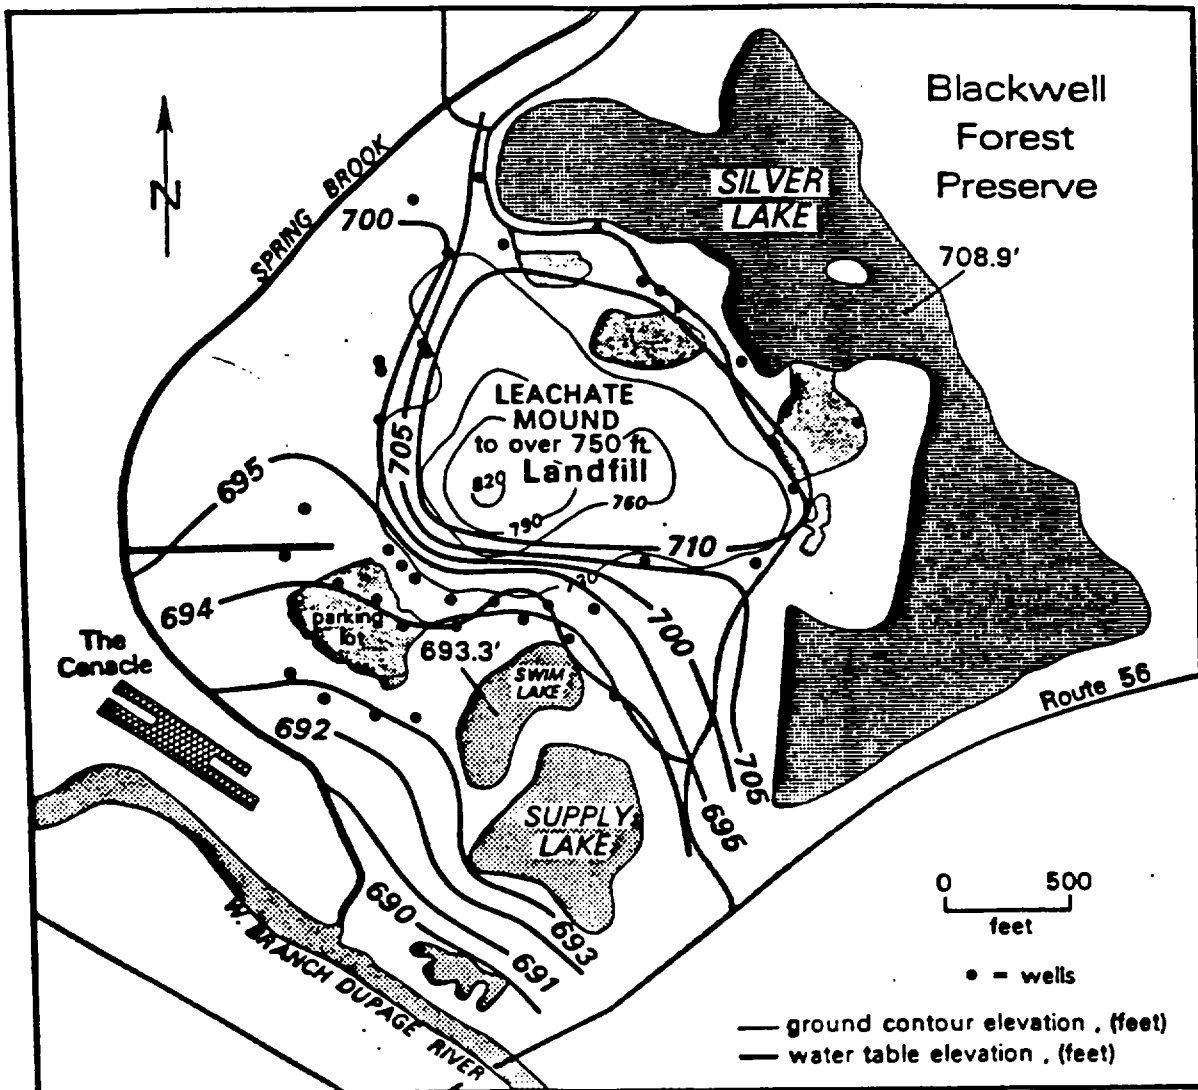 Blackwell
Forest
Preserve
N
SPRING BROOK
700
SILVER
LAKE
708.9'
LEACHATE
MOUND
to over 750 ft.
Landfill
705
820
790
760
695
710
730
694
parking
lot
693.3'
SWIM
LAKE
700
The
Cenacle
692
Route 56
705
695
SUPPLY
LAKE
690
693
691
W. BRANCH DUPAGE RIVER
0 500
feet
• = wells
— ground contour elevation , (feet)
— water table elevation , (feet)